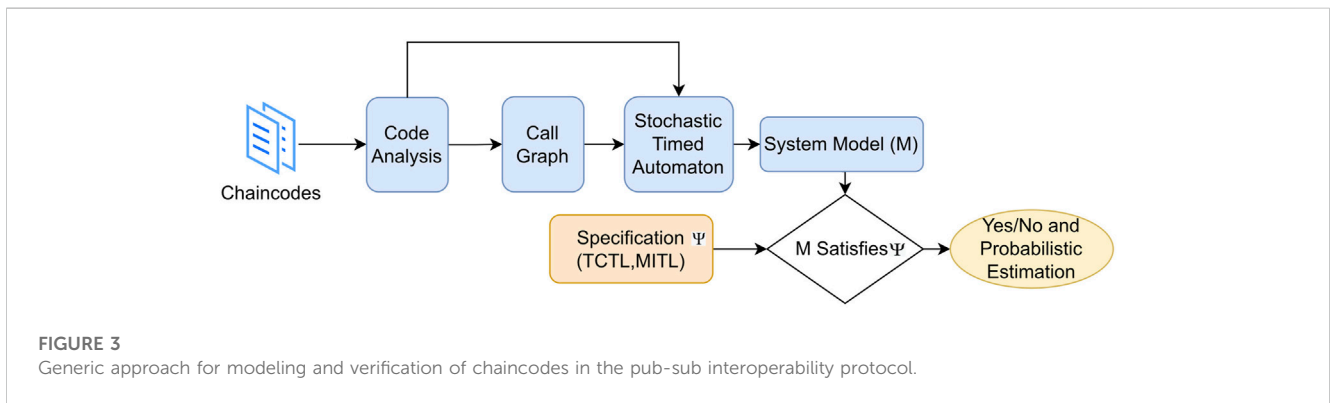 Chaincodes
Code
Analysis
Call
Graph
Stochastic
Timed
Automaton
System Model (M)
Specification Ψ
(TCTL,MITL)
M Satisfies Ψ
Yes/No and
Probabilistic
Estimation
FIGURE 3
Generic approach for modeling and verification of chaincodes in the pub-sub interoperability protocol.